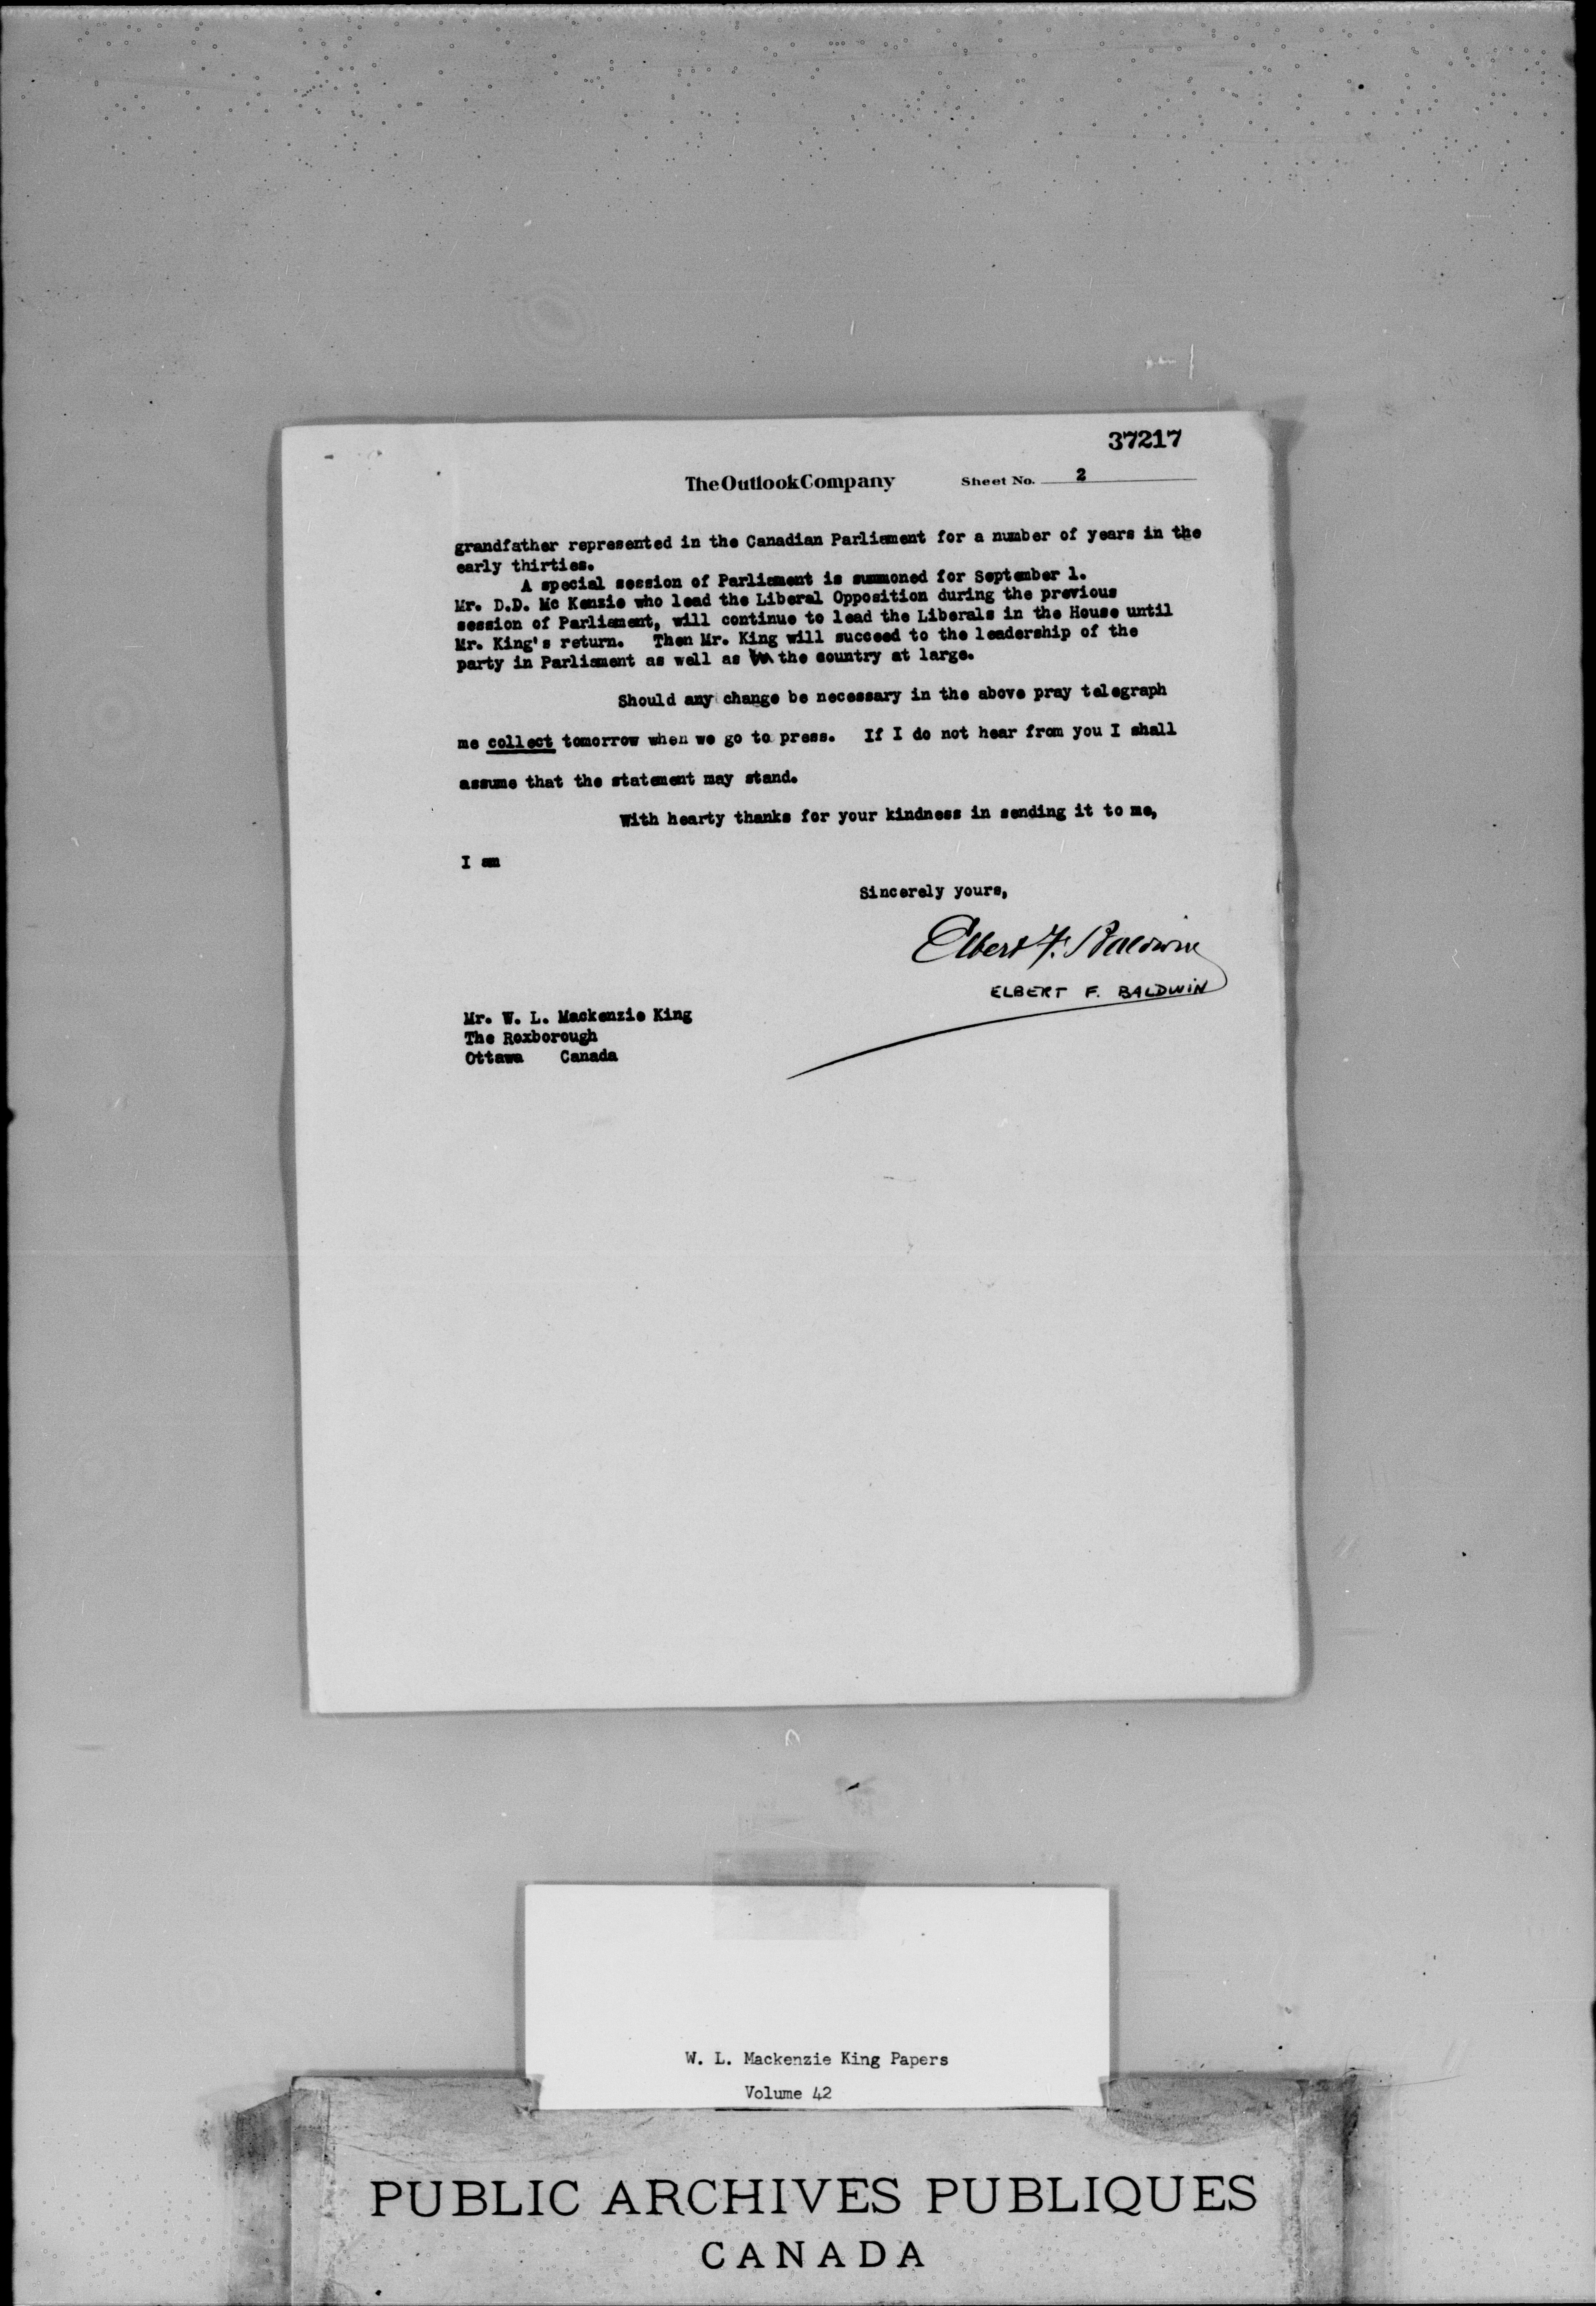 37217
The Outlook Company Sheet No. 2
grandfather represented in the Canadian Parliament for a number of years in the
early thirties.
A special session of Parliament is summoned for September 1.
Mr. D.D. Mc Kenzie who lead the Liberal Opposition during the previous
session of Parliament, will continue to lead the Liberals in the House until
Mr. King's return. Then Mr. King will succeed to the leadership of the
party in Parliament as well as in the country at large.
Should any change be necessary in the above pray telegraph
me collect tomorrow when we go to press. If I do not hear from you I shall
assume that the statement may stand.
With hearty thanks for your kindness in sending it to me,
I am
Sincerely yours,
Elbert F. Baldwin
ELBERT F. BALDWIN
Mr. W. L. Mackenzie King
The Roxborough
Ottawa Canada
W. L. Mackenzie King Papers
Volume 42
PUBLIC ARCHIVES PUBLIQUES
CANADA